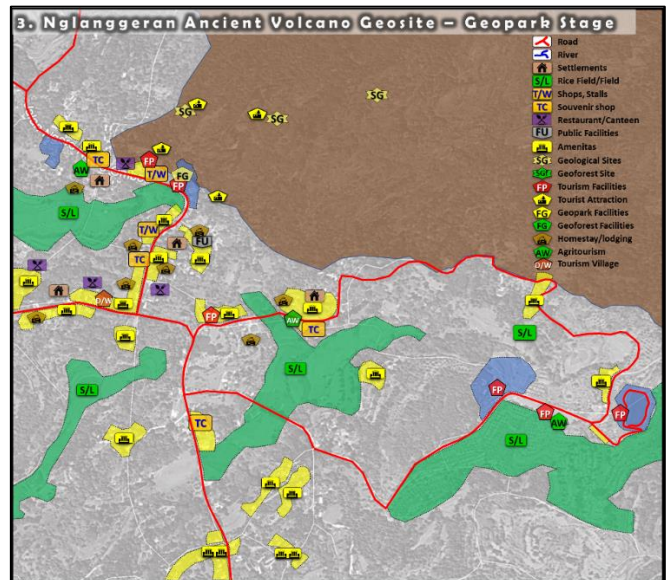 3. Nglanggeran Ancient Volcano Geosite – Geopark Stage
Road
River
Settlements
S/L Rice Field/Field
T/W Shops, Stalls
TC Souvenir shop
Restaurant/Canteen
FU Public Facilities
Amenitas
SG Geological Sites
Geoforest Site
FP Tourism Facilities
Tourist Attraction
FG Geopark Facilities
FG Geoforest Facilities
Homestay/lodging
AW Agritourism
D/W Tourism Village
SG
SG
SG
TC
FP
AW
T/W
FG
FP
S/L
T/W
FU
TC
D/W
FP
AW
TC
S/L
S/L
S/L
FP
FP
FP
TC
AW
S/L